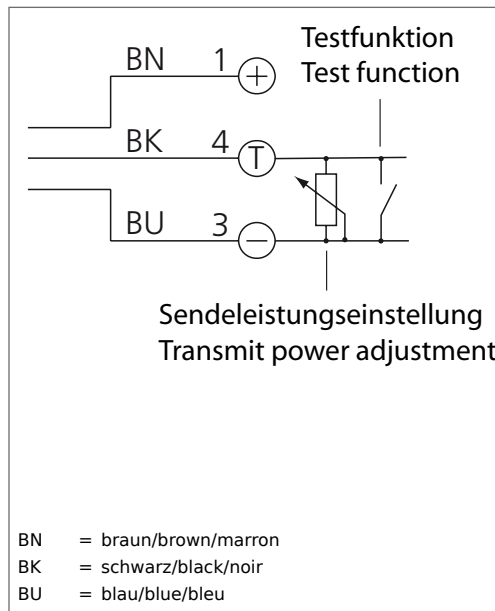 Testfunktion
Test function
BN 1 +
BK 4 T
BU 3 −
Sendeleistungseinstellung
Transmit power adjustment
BN = braun/brown/marron
BK = schwarz/black/noir
BU = blau/blue/bleu